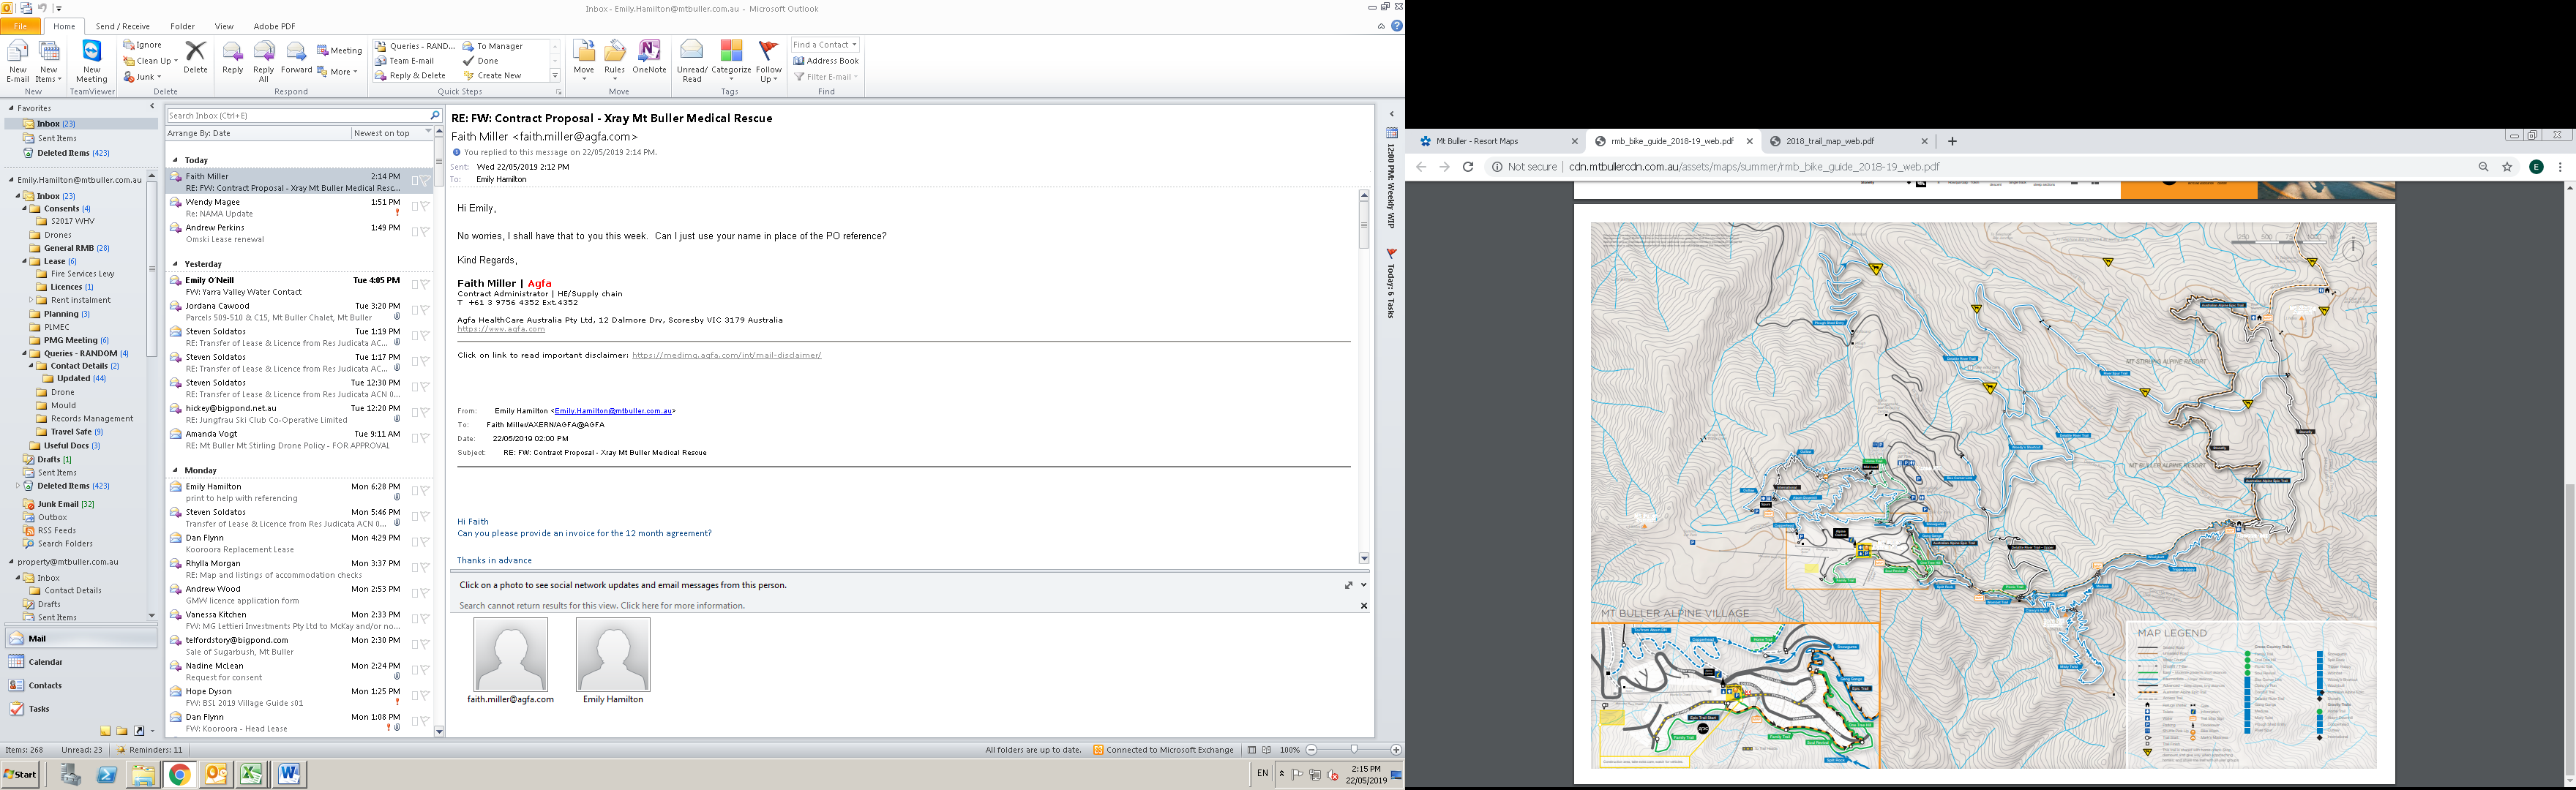 Inbox - Emily.Hamilton@mtbuller.com.au - Microsoft Outlook
File
Home
Send / Receive
Folder
View
Adobe PDF
New E-mail
New Items
New Meeting
Ignore
Clean Up
Junk
Delete
Reply
Reply All
Forward
Meeting
More
Queries - RAND...
Team E-mail
Reply & Delete
To Manager
Done
Create New
Move
Rules
OneNote
Unread/ Read
Categorize
Follow Up
Find a Contact
Address Book
Filter E-mail
New
TeamViewer
Delete
Respond
Quick Steps
Move
Tags
Find
Favorites
Inbox (23)
Sent Items
Deleted Items (423)
Emily.Hamilton@mtbuller.com.au
Inbox (23)
Consents (4)
S2017 WHV
Drones
General RMB (28)
Lease (6)
Fire Services Levy
Licences (1)
Rent instalment
Planning (3)
PLMEC
PMG Meeting (6)
Queries - RANDOM (4)
Contact Details (2)
Updated (44)
Drone
Mould
Records Management
Travel Safe (9)
Useful Docs (3)
Drafts [1]
Sent Items
Deleted Items (423)
Junk Email [32]
Outbox
RSS Feeds
Search Folders
property@mtbuller.com.au
Inbox
Contact Details
Drafts
Sent Items
Mail
Calendar
Contacts
Tasks
Search Inbox (Ctrl+E)
Arrange By: Date
Newest on top
Today
Faith Miller 2:14 PM
RE: FW: Contract Proposal - Xray Mt Buller Medical Resc...
Wendy Magee 1:51 PM
Re: NAMA Update
Andrew Perkins 1:49 PM
Omski Lease renewal
Yesterday
Emily O'Neill Tue 4:05 PM
FW: Yarra Valley Water Contact
Jordana Cawood Tue 3:20 PM
Parcels 509-510 & C15, Mt Buller Chalet, Mt Buller
Steven Soldatos Tue 1:19 PM
RE: Transfer of Lease & Licence from Res Judicata AC...
Steven Soldatos Tue 1:17 PM
RE: Transfer of Lease & Licence from Res Judicata AC...
Steven Soldatos Tue 12:30 PM
RE: Transfer of Lease & Licence from Res Judicata ACN 0...
hickey@bigpond.net.au Tue 12:20 PM
RE: Jungfrau Ski Club Co-Operative Limited
Amanda Vogt Tue 9:11 AM
RE: Mt Buller Mt Stirling Drone Policy - FOR APPROVAL
Monday
Emily Hamilton Mon 6:28 PM
print to help with referencing
Steven Soldatos Mon 5:46 PM
Transfer of Lease & Licence from Res Judicata ACN 0...
Dan Flynn Mon 4:29 PM
Kooroora Replacement Lease
Rhylla Morgan Mon 3:37 PM
RE: Map and listings of accommodation checks
Andrew Wood Mon 2:53 PM
GMW licence application form
Vanessa Kitchen Mon 2:33 PM
FW: MG Lettieri Investments Pty Ltd to McKay and/or no...
telfordstory@bigpond.com Mon 2:30 PM
Sale of Sugarbush, Mt Buller
Nadine McLean Mon 2:24 PM
Request for consent
Hope Dyson Mon 1:25 PM
FW: BSL 2019 Village Guide s01
Dan Flynn Mon 1:08 PM
FW: Kooroora - Head Lease
RE: FW: Contract Proposal - Xray Mt Buller Medical Rescue
Faith Miller <faith.miller@agfa.com>
You replied to this message on 22/05/2019 2:14 PM.
Sent: Wed 22/05/2019 2:12 PM
To: Emily Hamilton
Hi Emily,
No worries, I shall have that to you this week. Can I just use your name in place of the PO reference?
Kind Regards,
Faith Miller | Agfa
Contract Administrator | HE/Supply chain
T +61 3 9756 4352 Ext.4352
Agfa HealthCare Australia Pty Ltd, 12 Dalmore Drv, Scoresby VIC 3179 Australia
https://www.agfa.com
Click on link to read important disclaimer: https://medimg.agfa.com/int/mail-disclaimer/
From: Emily Hamilton <Emily.Hamilton@mtbuller.com.au>
To: Faith Miller/AXERN/AGFA@AGFA
Date: 22/05/2019 02:00 PM
Subject: RE: FW: Contract Proposal - Xray Mt Buller Medical Rescue
Hi Faith
Can you please provide an invoice for the 12 month agreement?
Thanks in advance
Click on a photo to see social network updates and email messages from this person.
Search cannot return results for this view. Click here for more information.
faith.miller@agfa.com
Emily Hamilton
12:00 PM: Weekly WIP
Today: 6 Tasks
Items: 268
Unread: 23
Reminders: 11
All folders are up to date.
Connected to Microsoft Exchange
100%
Start
EN
2:15 PM
22/05/2019
Mt Buller - Resort Maps
rmb_bike_guide_2018-19_web.pdf
2018_trail_map_web.pdf
Not secure | cdn.mtbullercdn.com.au/assets/maps/summer/rmb_bike_guide_2018-19_web.pdf
E
MT STIRLING ALPINE RESORT
MT BULLER ALPINE RESORT
MT BULLER ALPINE VILLAGE
MAP LEGEND